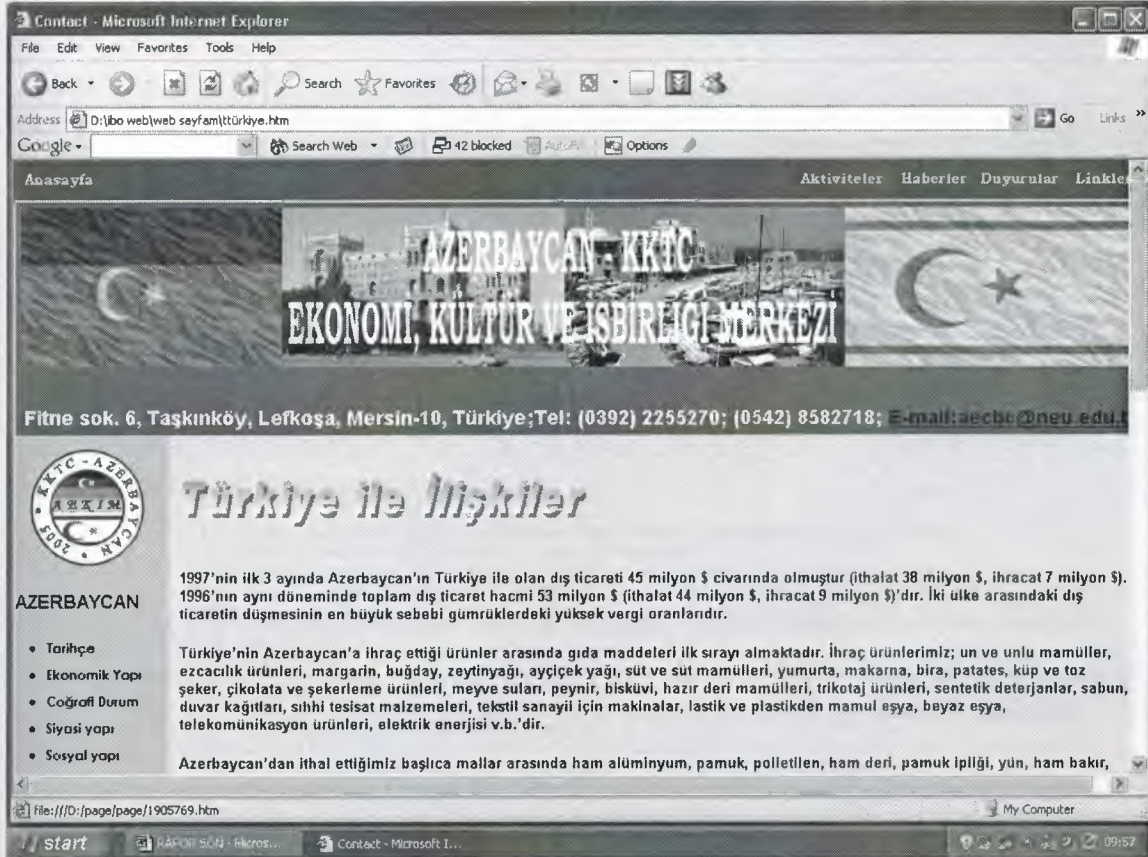 Contact - Microsoft Internet Explorer
File Edit View Favorites Tools Help
Back Search Favorites
Address D:\ibo web\web sayfam\ttürkiye.htm Go Links »
Google Search Web 42 blocked AutoFill Options
Anasayfa Aktiviteler Haberler Duyurular Linkle
AZERBAYCAN - KKTC
EKONOMİ, KÜLTÜR VE ISBIRLIGI MERKEZİ
Fitne sok. 6, Taşkınköy, Lefkoşa, Mersin-10, Türkiye;Tel: (0392) 2255270; (0542) 8582718; E-mail:
KKTC - AZERBAYCAN
2005
Türkiye ile İlişkiler
1997'nin ilk 3 ayında Azerbaycan'ın Türkiye ile olan dış ticareti 45 milyon $ civarında olmuştur (ithalat 38 milyon $, ihracat 7 milyon $).
1996'nın aynı döneminde toplam dış ticaret hacmi 53 milyon $ (ithalat 44 milyon $, ihracat 9 milyon $)'dır. İki ülke arasındaki dış
ticaretin düşmesinin en büyük sebebi gümrüklerdeki yüksek vergi oranlarıdır.
Türkiye'nin Azerbaycan'a ihraç ettiği ürünler arasında gıda maddeleri ilk sırayı almaktadır. İhraç ürünlerimiz; un ve unlu mamüller,
ezcacılık ürünleri, margarin, buğday, zeytinyağı, ayçiçek yağı, süt ve süt mamülleri, yumurta, makarna, bira, patates, küp ve toz
şeker, çikolata ve şekerleme ürünleri, meyve suları, peynir, bisküvi, hazır deri mamülleri, trikotaj ürünleri, sentetik deterjanlar, sabun,
duvar kağıtları, sıhhi tesisat malzemeleri, tekstil sanayii için makinalar, lastik ve plastikden mamul eşya, beyaz eşya,
telekomünikasyon ürünleri, elektrik enerjisi v.b.'dir.
Azerbaycan'dan ithal ettiğimiz başlıca mallar arasında ham alüminyum, pamuk, polletilen, ham deri, pamuk ipliği, yün, ham bakır,
AZERBAYCAN
Tarihçe
Ekonomik Yapı
Coğrafi Durum
Siyasi yapı
Sosyal yapı
file:///D:/page/page/1905769.htm My Computer
start RAPOR SON - Micros... Contact - Microsoft I... 09:57